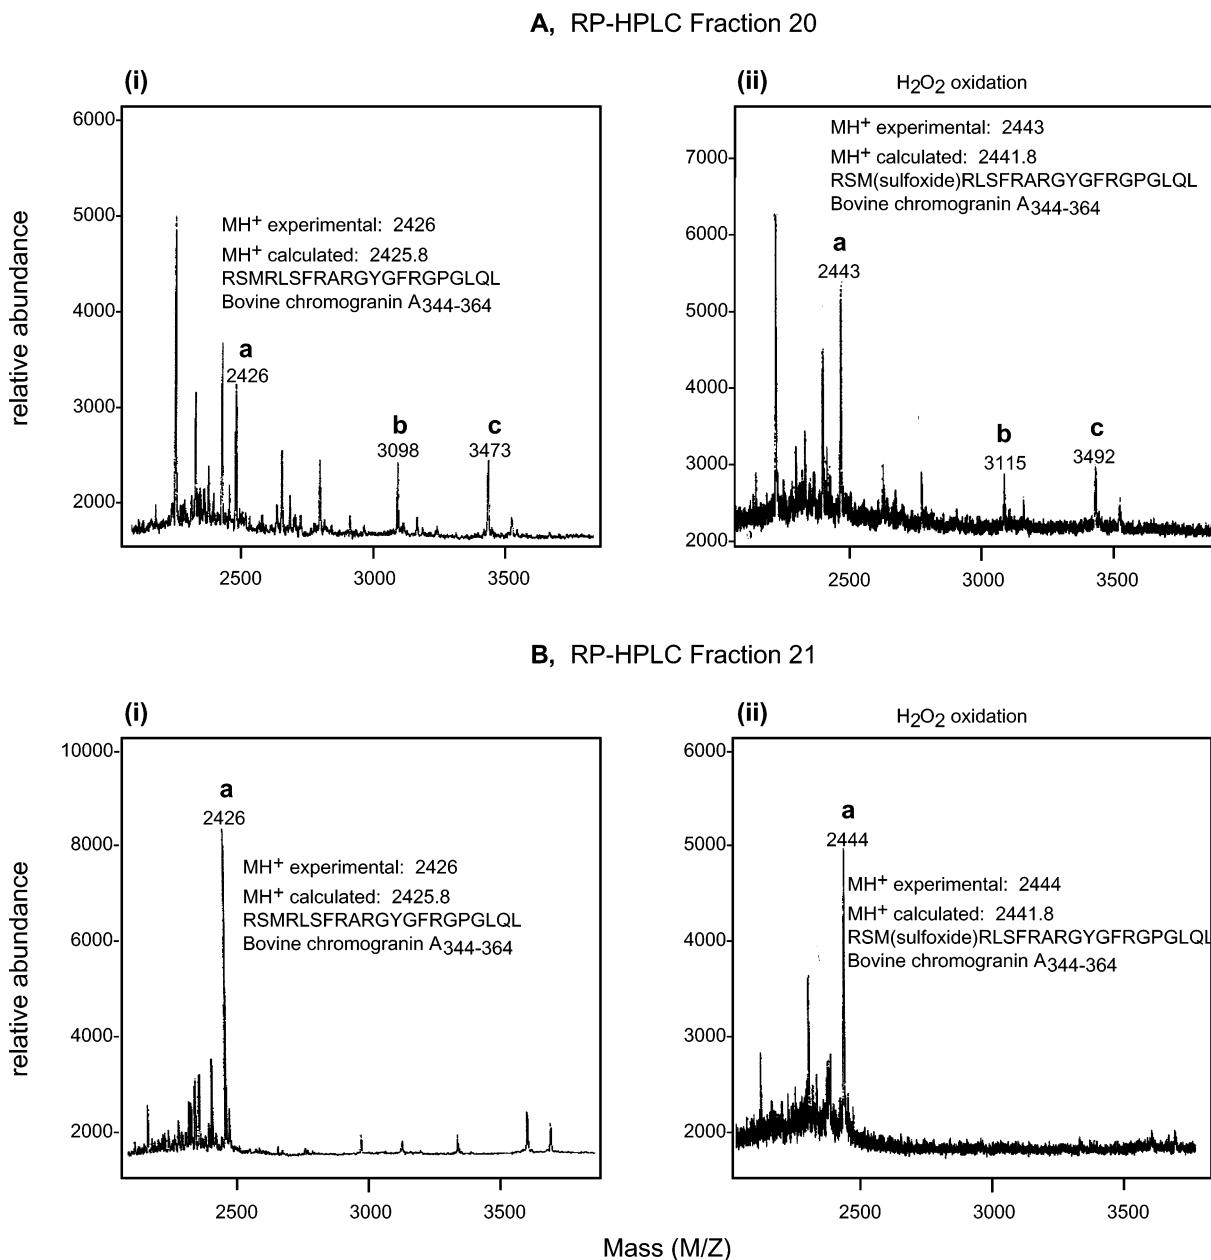 A, RP-HPLC Fraction 20
(i)
6000
5000
4000
3000
2000
relative abundance
MH+ experimental: 2426
MH+ calculated: 2425.8
RSMRLSFRARGYGFRGPGLQL
Bovine chromogranin A344-364
a
2426
b
3098
c
3473
2500 3000 3500
(ii)
H2O2 oxidation
7000
6000
5000
4000
3000
2000
MH+ experimental: 2443
MH+ calculated: 2441.8
RSM(sulfoxide)RLSFRARGYGFRGPGLQL
Bovine chromogranin A344-364
a
2443
b
3115
c
3492
2500 3000 3500
B, RP-HPLC Fraction 21
(i)
10000
8000
6000
4000
2000
relative abundance
a
2426
MH+ experimental: 2426
MH+ calculated: 2425.8
RSMRLSFRARGYGFRGPGLQL
Bovine chromogranin A344-364
2500 3000 3500
(ii)
H2O2 oxidation
6000
5000
4000
3000
2000
a
2444
MH+ experimental: 2444
MH+ calculated: 2441.8
RSM(sulfoxide)RLSFRARGYGFRGPGLQL
Bovine chromogranin A344-364
2500 3000 3500
Mass (M/Z)